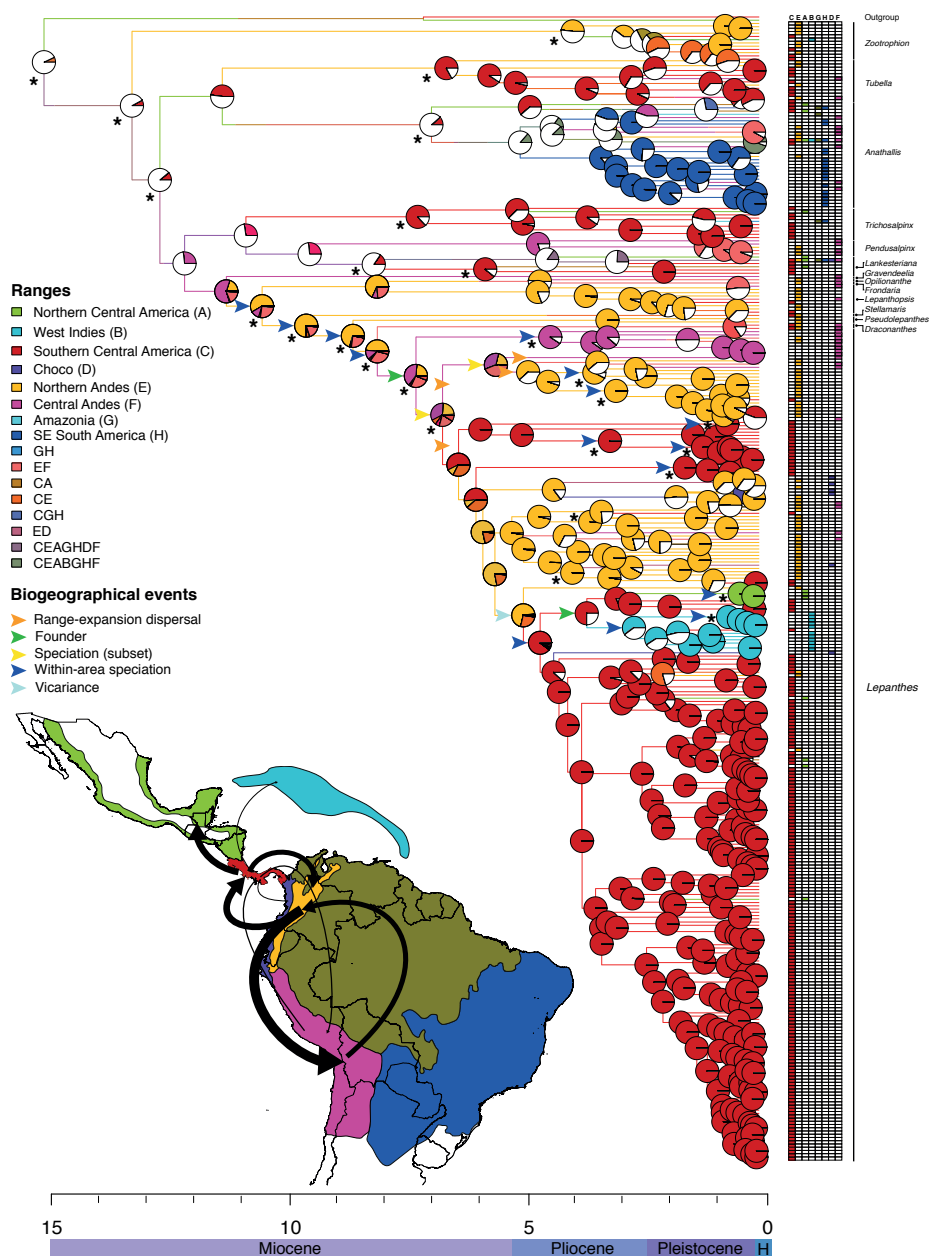 C E A B G H D F
Outgroup
Zootrophion
Tubella
Anathallis
Trichosalpinx
Pendusalpinx
Lankesteriana
Gravendeelia
Opilionanthe
Frondaria
Lepanthopsis
Stellamaris
Pseudolepanthes
Draconanthes
Lepanthes
Ranges
Northern Central America (A)
West Indies (B)
Southern Central America (C)
Choco (D)
Northern Andes (E)
Central Andes (F)
Amazonia (G)
SE South America (H)
GH
EF
CA
CE
CGH
ED
CEAGHDF
CEABGHF
Biogeographical events
Range-expansion dispersal
Founder
Speciation (subset)
Within-area speciation
Vicariance
15 10 5 0
Miocene Pliocene Pleistocene H